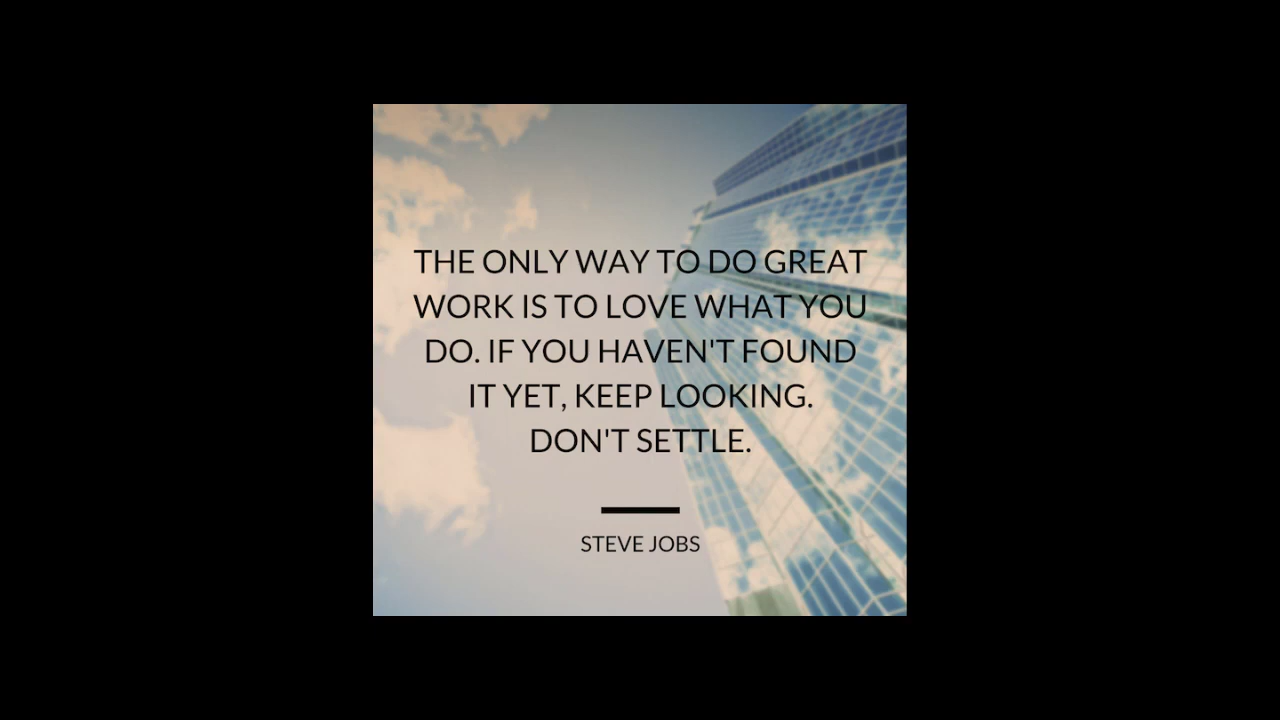 THE ONLY WAY TO DO GREAT
WORK IS TO LOVE WHAT YOU
DO. IF YOU HAVEN'T FOUND
IT YET, KEEP LOOKING.
DON'T SETTLE.
STEVE JOBS